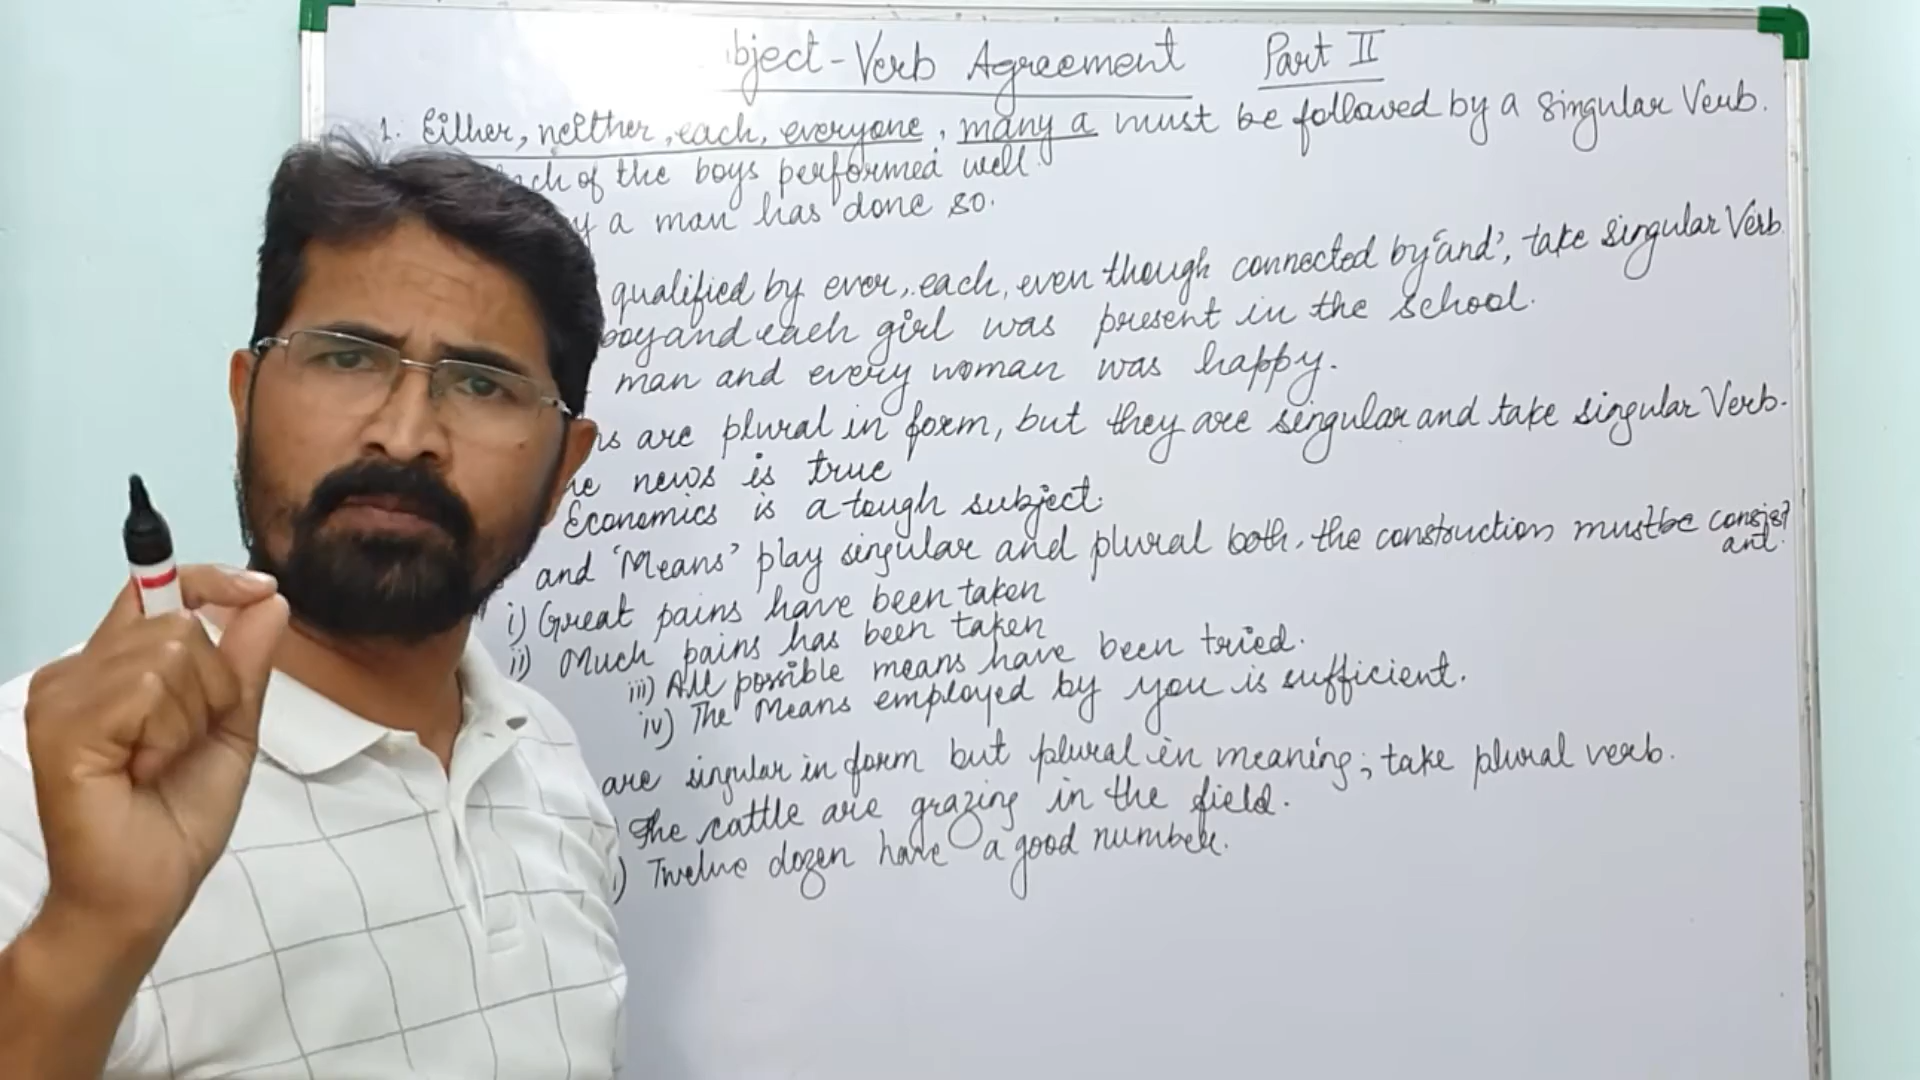 bject-Verb Agreement Part II
1. Either, neither, each, everyone, many a must be followed by a singular Verb.
ach of the boys performed well.
y a man has done so.
qualified by ever, each, even though connected by 'and', take singular Verb
boy and each girl was present in the school.
man and every woman was happy.
ns are plural in form, but they are singular and take singular Verb.
he news is true
Economics is a tough subject.
and 'Means' play singular and plural both, the construction must be consist
ant.
i) Great pains have been taken
ii) Much pains has been taken
iii) All possible means have been tried.
iv) The Means employed by you is sufficient.
are singular in form but plural in meaning; take plural verb.
) The cattle are grazing in the field.
i) Twelve dozen have a good number.